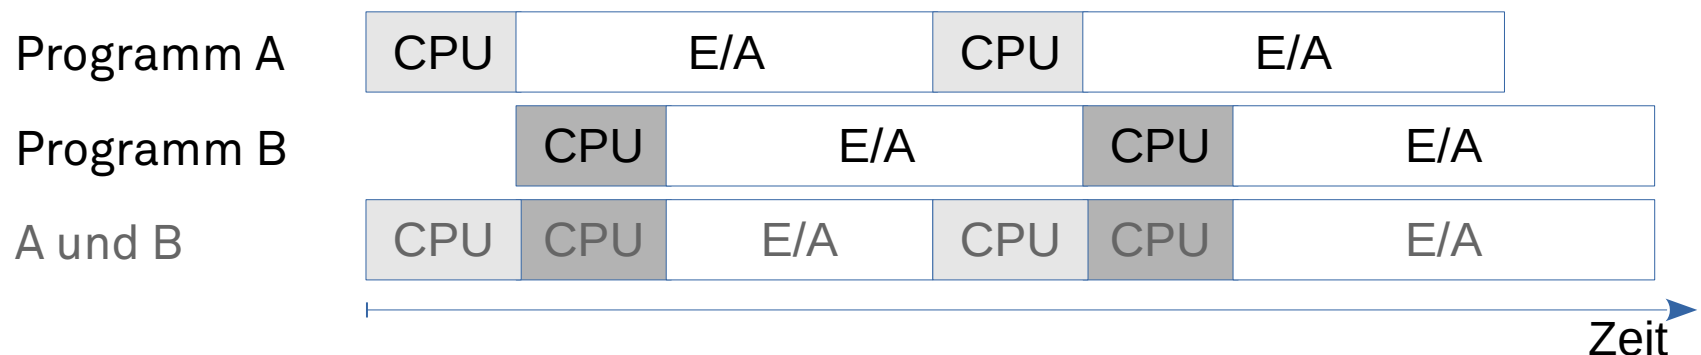 Programm A CPU E/A CPU E/A
Programm B CPU E/A CPU E/A
A und B CPU CPU E/A CPU CPU E/A
Zeit